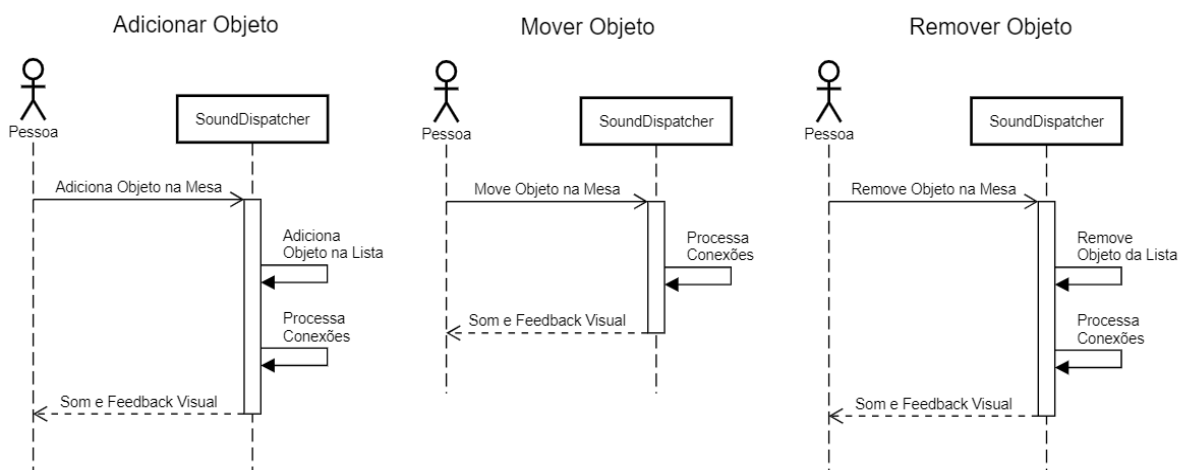 Adicionar Objeto
Pessoa
SoundDispatcher
Adiciona Objeto na Mesa
Adiciona
Objeto na Lista
Processa
Conexões
Som e Feedback Visual
Mover Objeto
Pessoa
SoundDispatcher
Move Objeto na Mesa
Processa
Conexões
Som e Feedback Visual
Remover Objeto
Pessoa
SoundDispatcher
Remove Objeto na Mesa
Remove
Objeto da Lista
Processa
Conexões
Som e Feedback Visual